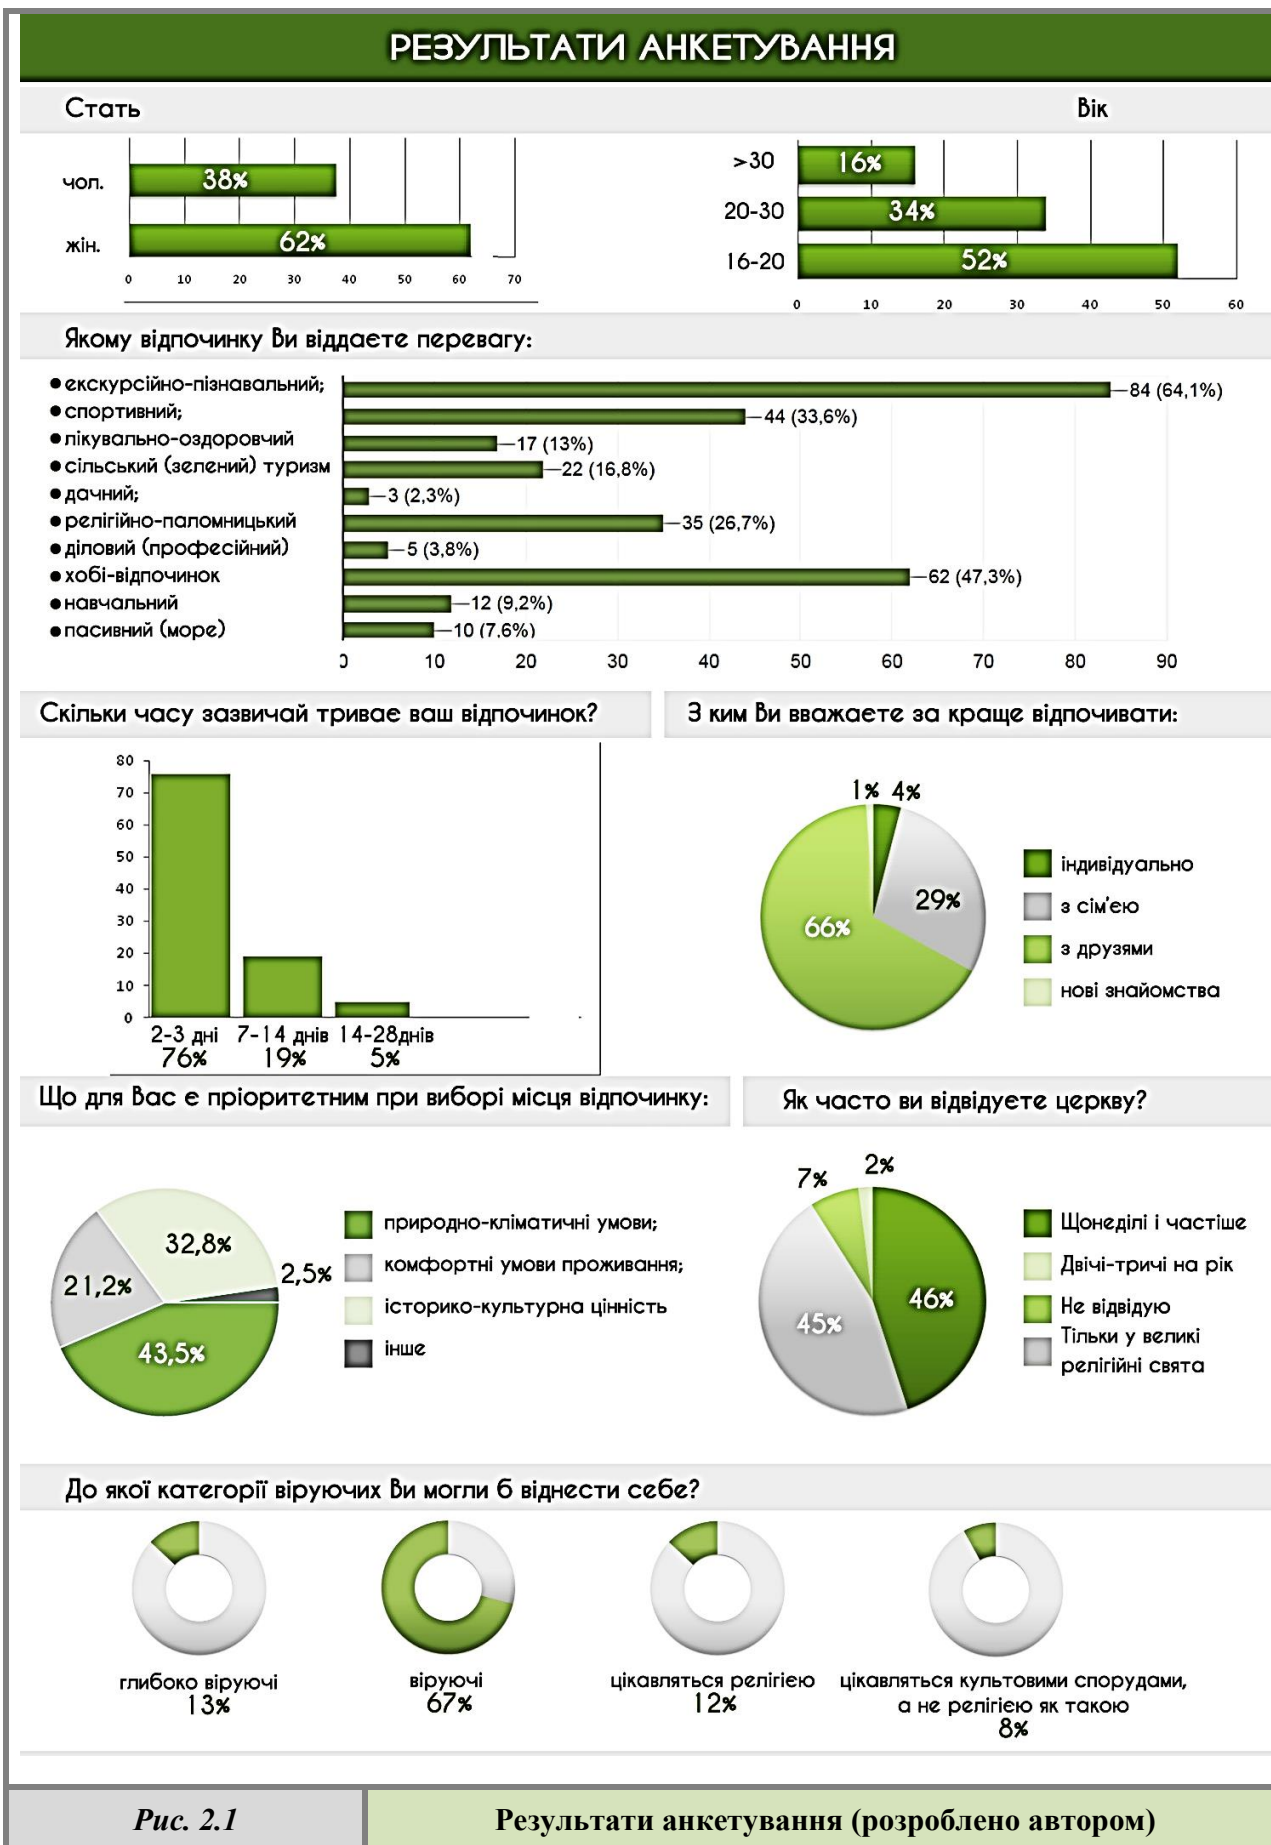 РЕЗУЛЬТАТИ АНКЕТУВАННЯ
Стать
Вік
чол.
38%
жін.
62%
0 10 20 30 40 50 60 70
>30
16%
20-30
34%
16-20
52%
0 10 20 30 40 50 60
Якому відпочинку Ви віддаєте перевагу:
● екскурсійно-пізнавальний; 84 (64,1%)
● спортивний; 44 (33,6%)
● лікувально-оздоровчий 17 (13%)
● сільський (зелений) туризм 22 (16,8%)
● дачний; 3 (2,3%)
● релігійно-паломницький 35 (26,7%)
● діловий (професійний) 5 (3,8%)
● хобі-відпочинок 62 (47,3%)
● навчальний 12 (9,2%)
● пасивний (море) 10 (7,6%)
0 10 20 30 40 50 60 70 80 90
Скільки часу зазвичай триває ваш відпочинок?
80
70
60
50
40
30
20
10
0
2-3 дні 7-14 днів 14-28днів
76% 19% 5%
З ким Ви вважаєте за краще відпочивати:
1% 4%
29%
66%
індивідуально
з сім'єю
з друзями
нові знайомства
Що для Вас є пріоритетним при виборі місця відпочинку:
32,8%
2,5%
21,2%
43,5%
природно-кліматичні умови;
комфортні умови проживання;
історико-культурна цінність
інше
Як часто ви відвідуєте церкву?
7% 2%
46%
45%
Щонеділі і частіше
Двічі-тричі на рік
Не відвідую
Тільки у великі
релігійні свята
До якої категорії віруючих Ви могли б віднести себе?
глибоко віруючі
13%
віруючі
67%
цікавляться релігією
12%
цікавляться культовими спорудами,
а не релігією як такою
8%
Рис. 2.1
Результати анкетування (розроблено автором)